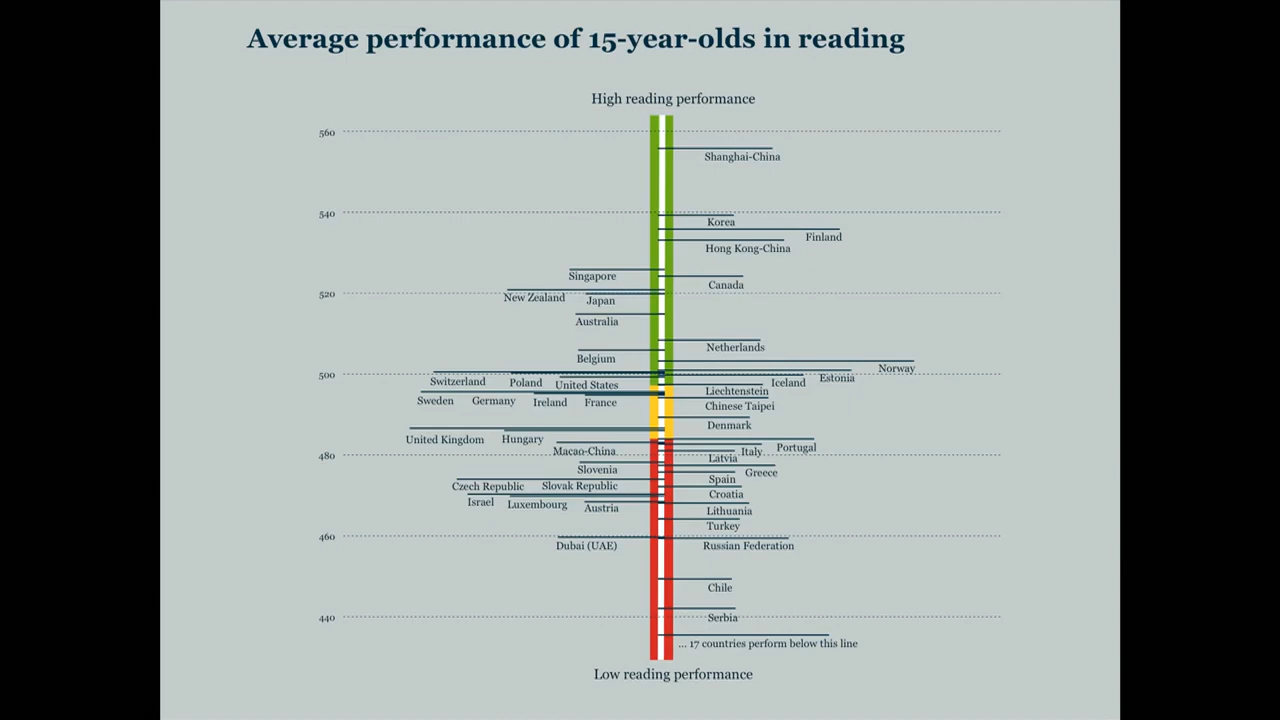 Average performance of 15-year-olds in reading
High reading performance
560
Shanghai-China
540
Korea
Finland
Hong Kong-China
Singapore
Canada
520
New Zealand
Japan
Australia
Netherlands
Belgium
Norway
500
Switzerland
Poland
United States
Iceland
Estonia
Liechtenstein
Sweden
Germany
Ireland
France
Chinese Taipei
Denmark
United Kingdom
Hungary
Portugal
Macao-China
Italy
480
Latvia
Slovenia
Greece
Spain
Czech Republic
Slovak Republic
Croatia
Israel
Luxembourg
Austria
Lithuania
Turkey
460
Dubai (UAE)
Russian Federation
Chile
440
Serbia
... 17 countries perform below this line
Low reading performance